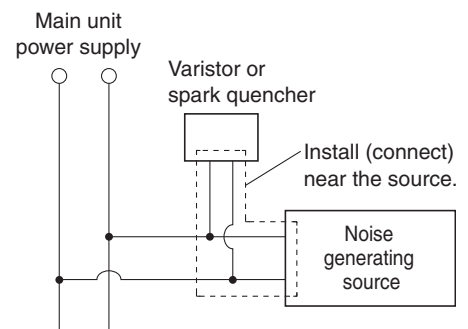 Main unit
power supply
Varistor or
spark quencher
Install (connect)
near the source.
Noise
generating
source